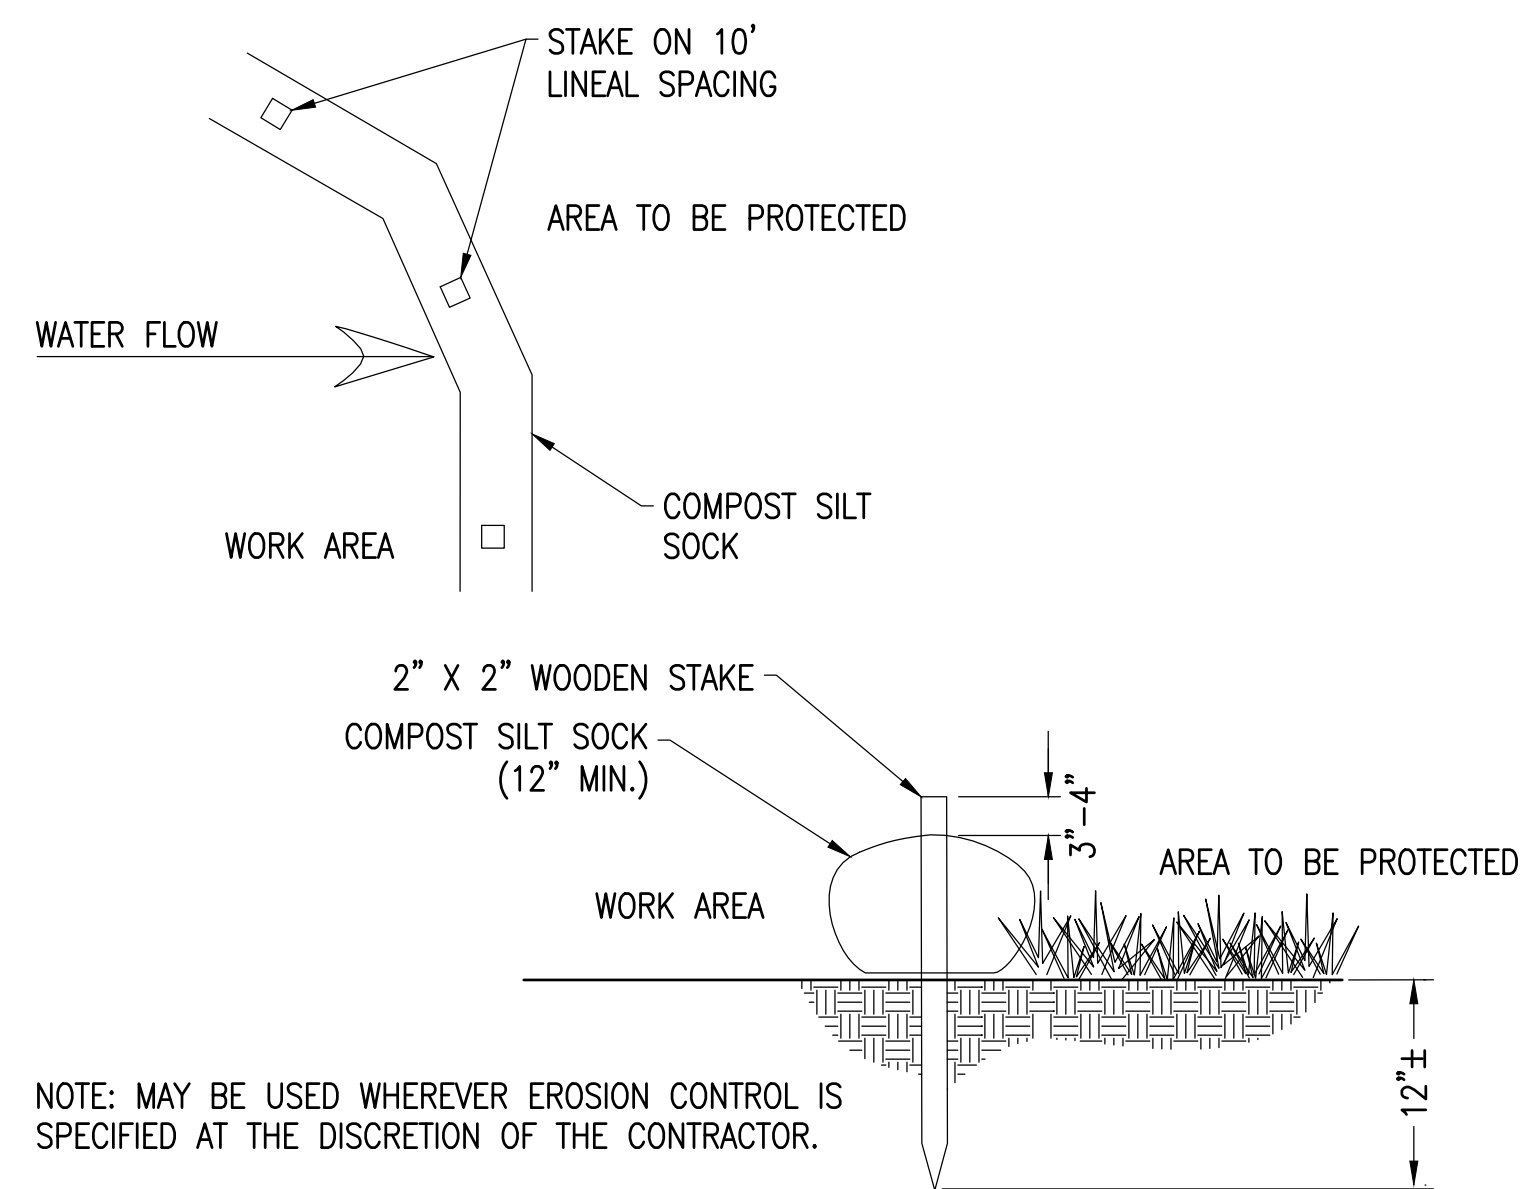 STAKE ON 10'
LINEAL SPACING
AREA TO BE PROTECTED
WATER FLOW
COMPOST SILT
SOCK
WORK AREA
2" X 2" WOODEN STAKE
COMPOST SILT SOCK
(12" MIN.)
3"-4"
AREA TO BE PROTECTED
WORK AREA
12"±
NOTE: MAY BE USED WHEREVER EROSION CONTROL IS
SPECIFIED AT THE DISCRETION OF THE CONTRACTOR.